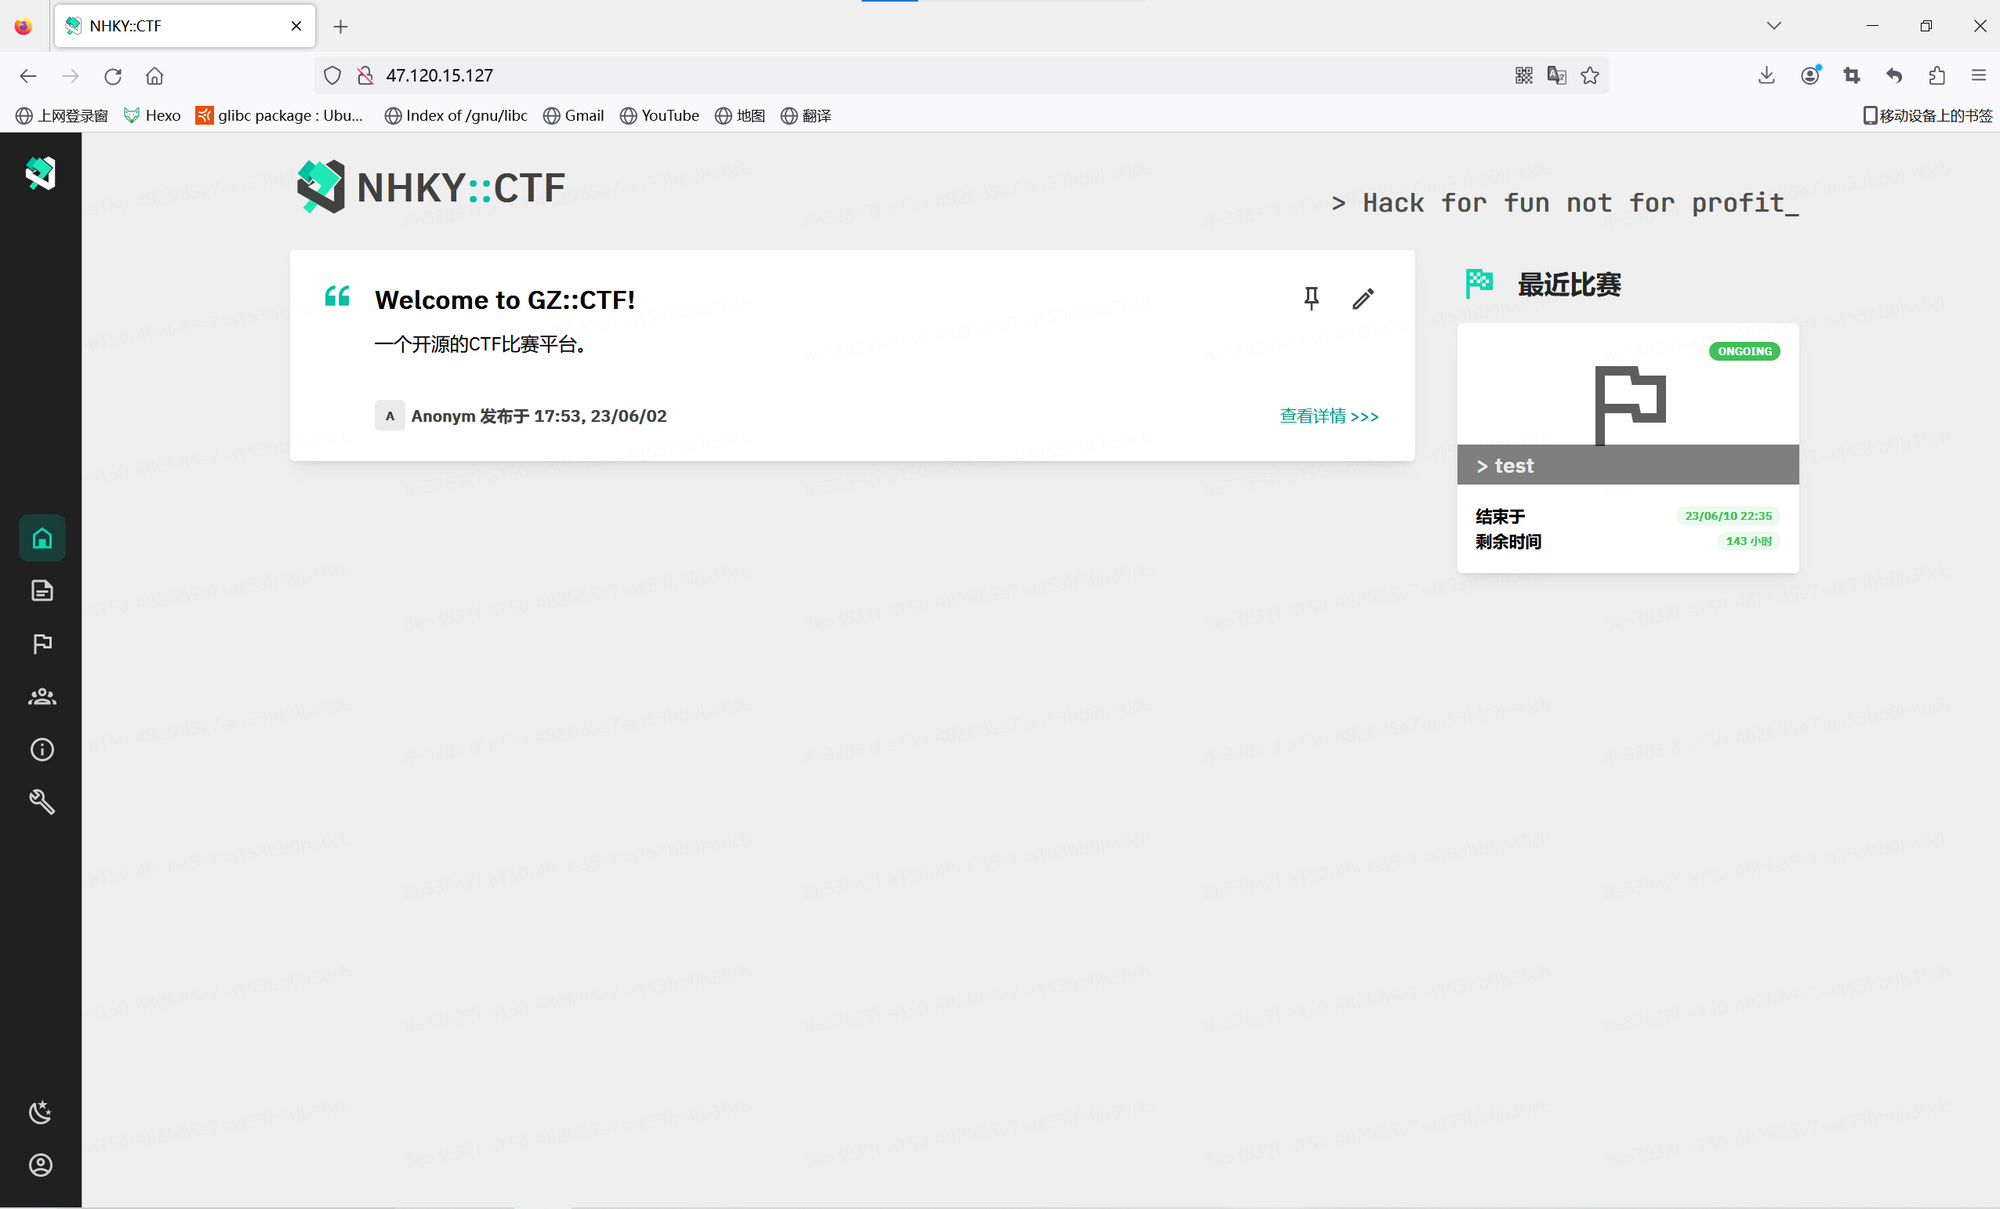 NHKY::CTF
47.120.15.127
上网登录窗
Hexo
glibc package : Ubu...
Index of /gnu/libc
Gmail
YouTube
地图
翻译
移动设备上的书签
NHKY::CTF
> Hack for fun not for profit_
Welcome to GZ::CTF!
一个开源的CTF比赛平台。
A
Anonym 发布于 17:53, 23/06/02
查看详情 >>>
最近比赛
ONGOING
> test
结束于
23/06/10 22:35
剩余时间
143 小时